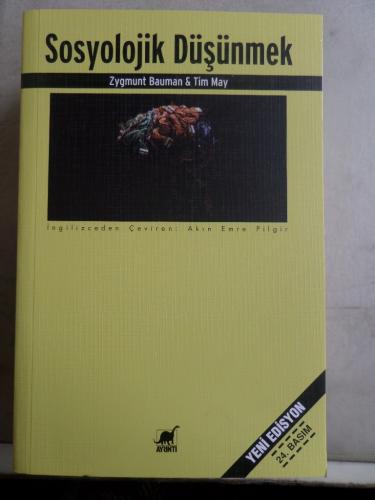 Sosyolojik Düşünmek
Zygmunt Bauman & Tim May
İngilizceden Çeviren: Akın Emre Pilgir
YENİ EDİSYON
24. BASIM
AYRINTI